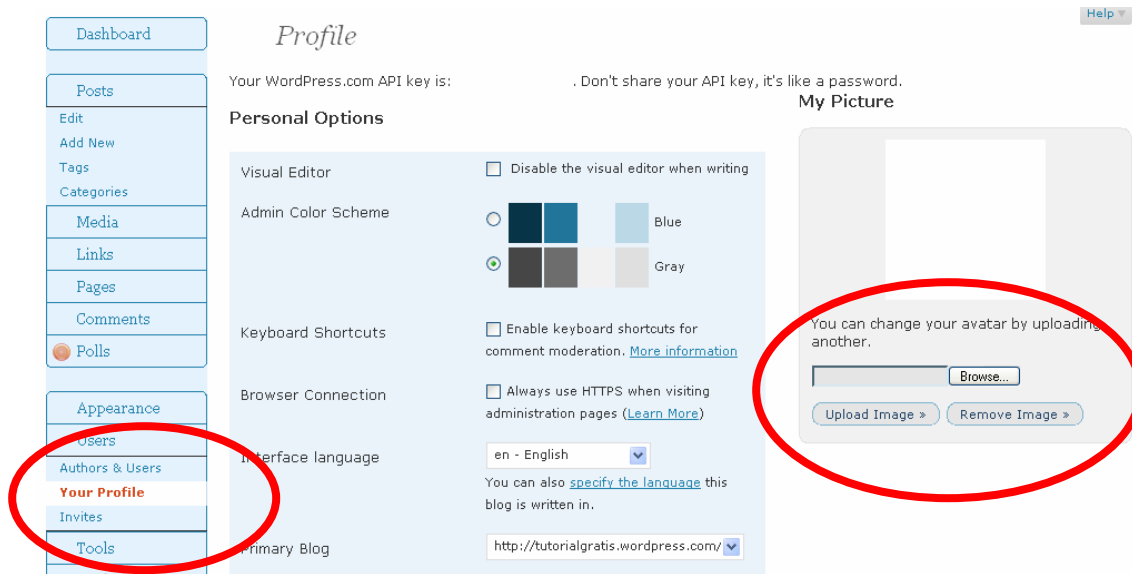 Help
Dashboard
Posts
Edit
Add New
Tags
Categories
Media
Links
Pages
Comments
Polls
Appearance
Users
Authors & Users
Your Profile
Invites
Tools
Profile
Your WordPress.com API key is: . Don't share your API key, it's like a password.
Personal Options
Visual Editor
Disable the visual editor when writing
Admin Color Scheme
Blue
Gray
Keyboard Shortcuts
Enable keyboard shortcuts for
comment moderation. More information
Browser Connection
Always use HTTPS when visiting
administration pages (Learn More)
Interface language
en - English
You can also specify the language this
blog is written in.
Primary Blog
http://tutorialgratis.wordpress.com/
My Picture
You can change your avatar by uploading
another.
Browse...
Upload Image »
Remove Image »